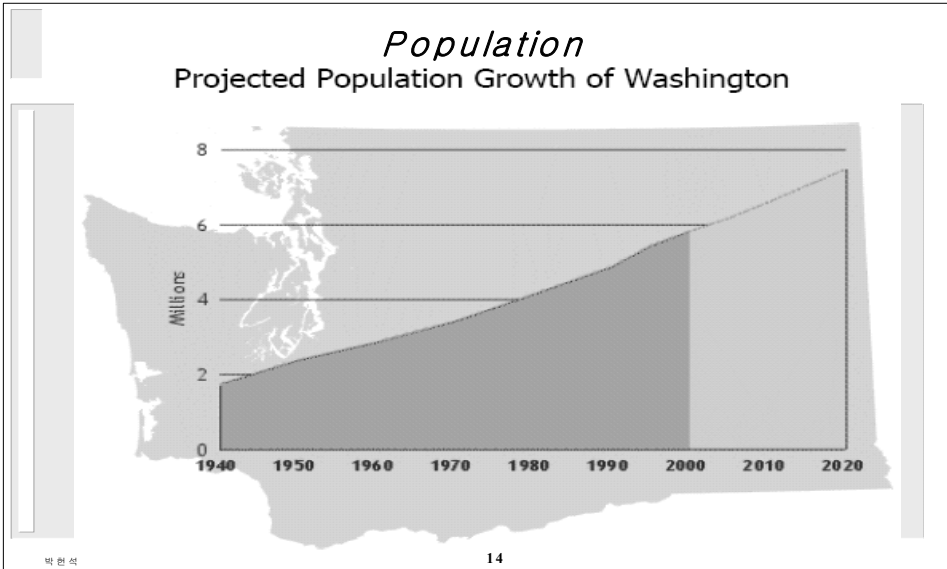 Population
Projected Population Growth of Washington
8
6
Millions
4
2
0
1940 1950 1960 1970 1980 1990 2000 2010 2020
박현석
14